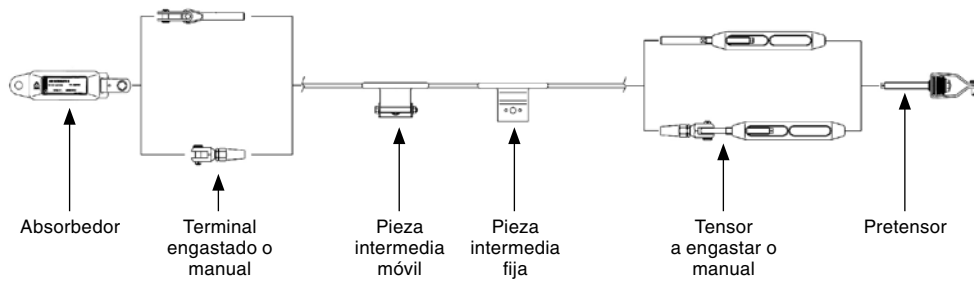 Absorbedor
Terminal
engastado o
manual
Pieza
intermedia
móvil
Pieza
intermedia
fija
Tensor
a engastar o
manual
Pretensor